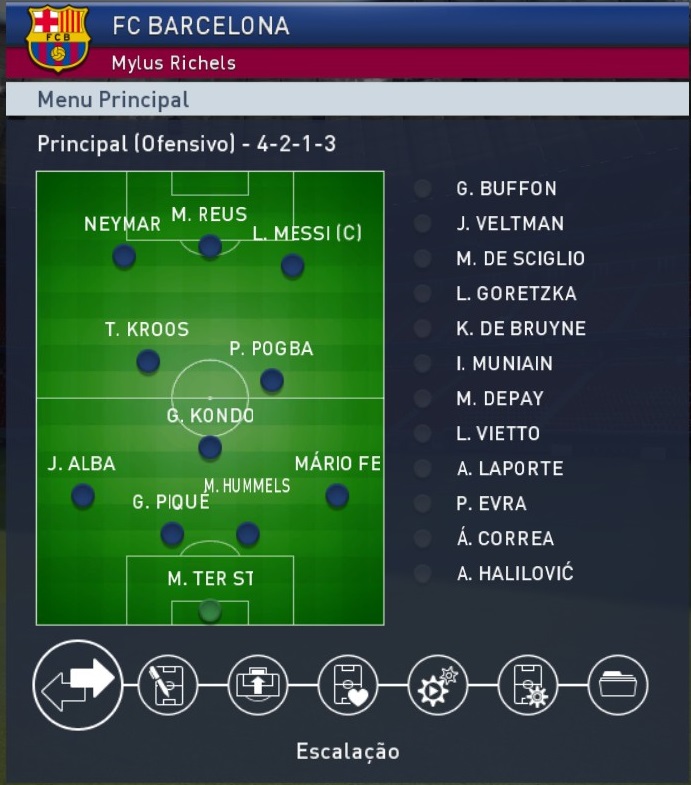 FCB
FC BARCELONA
Mylus Richels
Menu Principal
Principal (Ofensivo) - 4-2-1-3
NEYMAR
M. REUS
L. MESSI (C)
T. KROOS
P. POGBA
G. KONDO
J. ALBA
MÁRIO FE
G. PIQUÉ
M. HUMMELS
M. TER ST
G. BUFFON
J. VELTMAN
M. DE SCIGLIO
L. GORETZKA
K. DE BRUYNE
I. MUNIAIN
M. DEPAY
L. VIETTO
A. LAPORTE
P. EVRA
Á. CORREA
A. HALILOVIĆ
Escalação